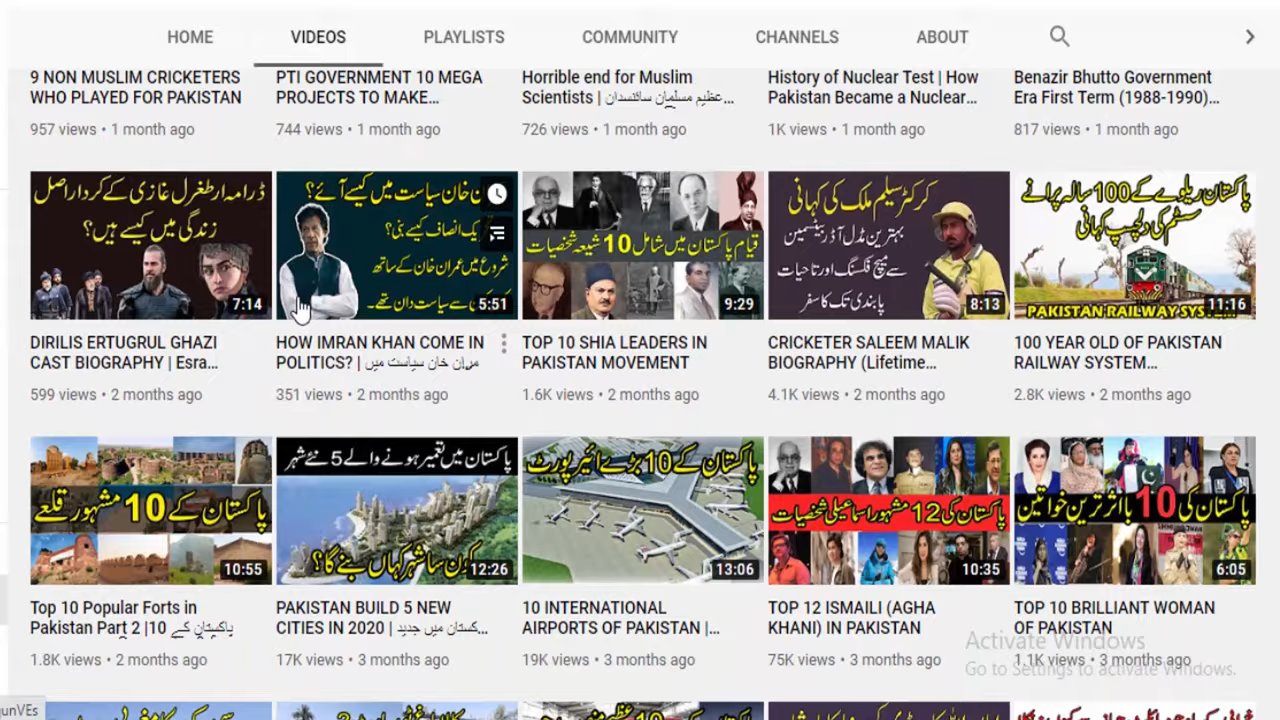 HOME
VIDEOS
PLAYLISTS
COMMUNITY
CHANNELS
ABOUT
9 NON MUSLIM CRICKETERS
WHO PLAYED FOR PAKISTAN
957 views • 1 month ago
PTI GOVERNMENT 10 MEGA
PROJECTS TO MAKE...
744 views • 1 month ago
Horrible end for Muslim
Scientists | عظیم مسلمان سائنسدان...
726 views • 1 month ago
History of Nuclear Test | How
Pakistan Became a Nuclear...
1K views • 1 month ago
Benazir Bhutto Government
Era First Term (1988-1990)...
817 views • 1 month ago
ڈرامہ ارطغرل غازی کے کردار اصل
زندگی میں کیسے ہیں؟
7:14
ن خان سیاست میں کیسے آئے؟
یک انصاف کیسے بنی؟
شروع میں عمران خان کے ساتھ
سے سیاست دان تھے۔
5:51
قیام پاکستان میں شامل 10 شیعہ شخصیات
9:29
کرکٹر سلیم ملک کی کہانی
بہترین مڈل آڈر بیٹسمین
سے میچ فکسنگ اور تاحیات
پابندی تک کا سفر
8:13
پاکستان ریلوے کے 100 سالہ پرانے
سسٹم کی دلچسپ کہانی
PAKISTAN RAILWAY SYSTEM
11:16
DIRILIS ERTUGRUL GHAZI
CAST BIOGRAPHY | Esra...
599 views • 2 months ago
HOW IMRAN KHAN COME IN
POLITICS? | مران خان سیاست میں
351 views • 2 months ago
TOP 10 SHIA LEADERS IN
PAKISTAN MOVEMENT
1.6K views • 2 months ago
CRICKETER SALEEM MALIK
BIOGRAPHY (Lifetime...
4.1K views • 2 months ago
100 YEAR OLD OF PAKISTAN
RAILWAY SYSTEM...
2.8K views • 2 months ago
پاکستان کے 10 مشہور قلعے
10:55
پاکستان میں تعمیر ہونے والے 5 نئے شہر
کون سا شہر کہاں بنے گا؟
12:26
پاکستان کے 10 بڑے ائیرپورٹ
13:06
پاکستان کی 12 مشہور اسماعیلی شخصیات
10:35
پاکستان کی 10 بااثر ترین خواتین
6:05
Top 10 Popular Forts in
Pakistan Part 2 |پاکستان کے 10
1.8K views • 2 months ago
PAKISTAN BUILD 5 NEW
CITIES IN 2020 | کستان میں جدید...
17K views • 3 months ago
10 INTERNATIONAL
AIRPORTS OF PAKISTAN |...
19K views • 3 months ago
TOP 12 ISMAILI (AGHA
KHANI) IN PAKISTAN
75K views • 3 months ago
TOP 10 BRILLIANT WOMAN
OF PAKISTAN
1.1K views • 3 months ago
Activate Windows
Go to Settings to activate Windows.
junVEs